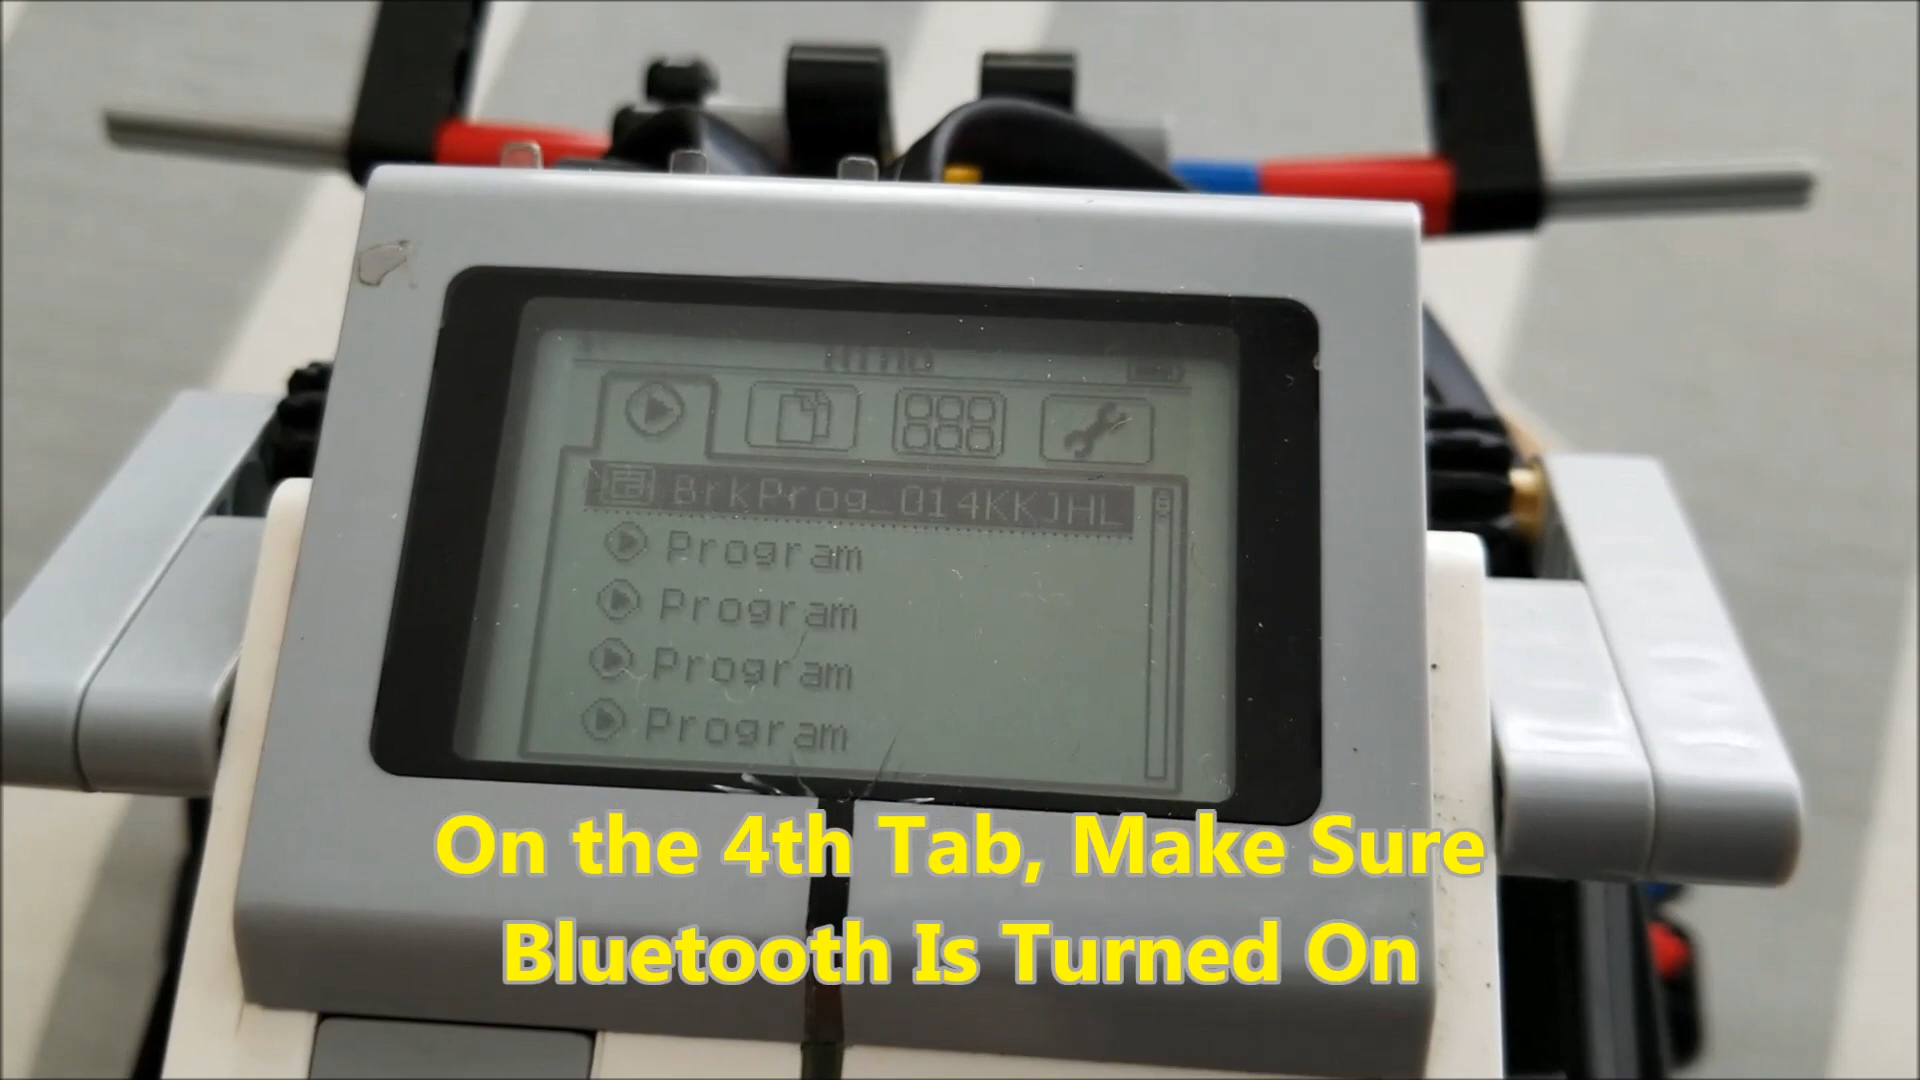 BrkProg_014KKJHL
Program
Program
Program
Program
On the 4th Tab, Make Sure
Bluetooth Is Turned On